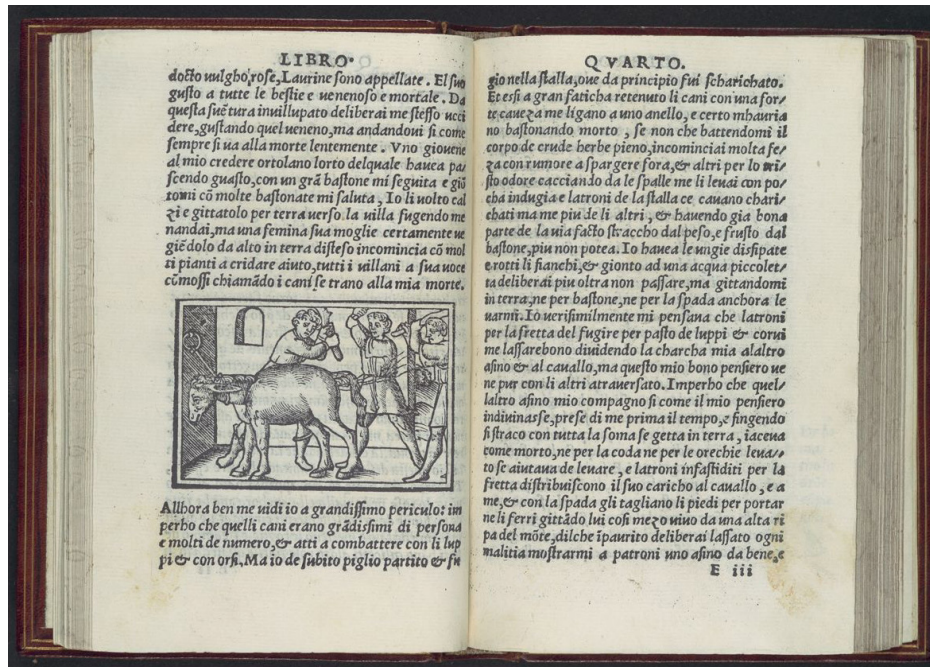 LIBRO·
docto uulgho, rose, Laurine sono appellate. El suo
gusto a tutte le bestie e uenenoso e mortale. Da
questa suẽtura inuillupato deliberai me stesso ucci
dere, gustando quel ueneno, ma andandoui si come
sempre si ua alla morte lentemente. Vno giouene
al mio credere ortolano lorto delquale hauea pa/
scendo guasto, con un grã bastone mi seguita e giõ
tomi cõ molte bastonate mi saluta, Io li uolto cal
zi e gittatolo per terra uerso la uilla fugendo me
nandai, ma una femina sua moglie certamente ue
giẽdolo da alto in terra disteso incomincia cõ mol
ti pianti a cridare aiuto, tutti i uillani a sua uoce
cõmossi chiamãdo i cani se trano alla mia morte.
Allhora ben me uidi io a grandissimo periculo: im
perho che quelli cani erano grãdissimi di persona
e molti de numero, & atti a combattere con li lup
pi & con orsi. Ma io de subito piglio partito & fu
QVARTO.
gio nella stalla, oue da principio fui scharichato.
Et essi a gran faticha retenuto li cani con una for/
te caueza me ligano a uno anello, e certo mhauria
no bastonando morto, se non che battendomi il
corpo de crude herbe pieno, incominciai molta fe/
za con rumore a spargere fora, & altri per lo tri/
sto odore cacciando da le spalle me li leuai con po/
cha indugia e latroni de la stalla ce cauano chari/
chati ma me piu de li altri, & hauendo gia bona
parte de la uia facto straccho dal peso, e frusto dal
bastone, piu non potea. Io hauea le ungie dissipate
e rotti li fianchi, & gionto ad una acqua piccolet/
ta deliberai piu oltra non passare, ma gittandomi
in terra, ne per bastone, ne per la spada anchora le
uarmi. Io uerisimilmente mi pensaua che latroni
per la fretta del fugire per pasto de luppi & corui
me lassarebono diuidendo la charcha mia alaltro
asino & al cauallo, ma questo mio bono pensiero ue
ne pur con li altri atrauersato. Imperho che quel/
laltro asino mio compagno si come il mio pensiero
indiuinasse, prese di me prima il tempo, e fingendo
si straco con tutta la soma se getta in terra, iaceua
come morto, ne per la coda ne per le orechie leua/
to se aiutaua de leuare, e latroni infastiditi per la
fretta distribuiscono il suo caricho al cauallo, e a
me, & con la spada gli tagliano li piedi per portar
ne li ferri gittãdo lui cosi mezo uiuo da una alta ri
pa del mõte, dilche ĩpaurito deliberai lassato ogni
malitia mostrarmi a patroni uno asino da bene, e
E iii